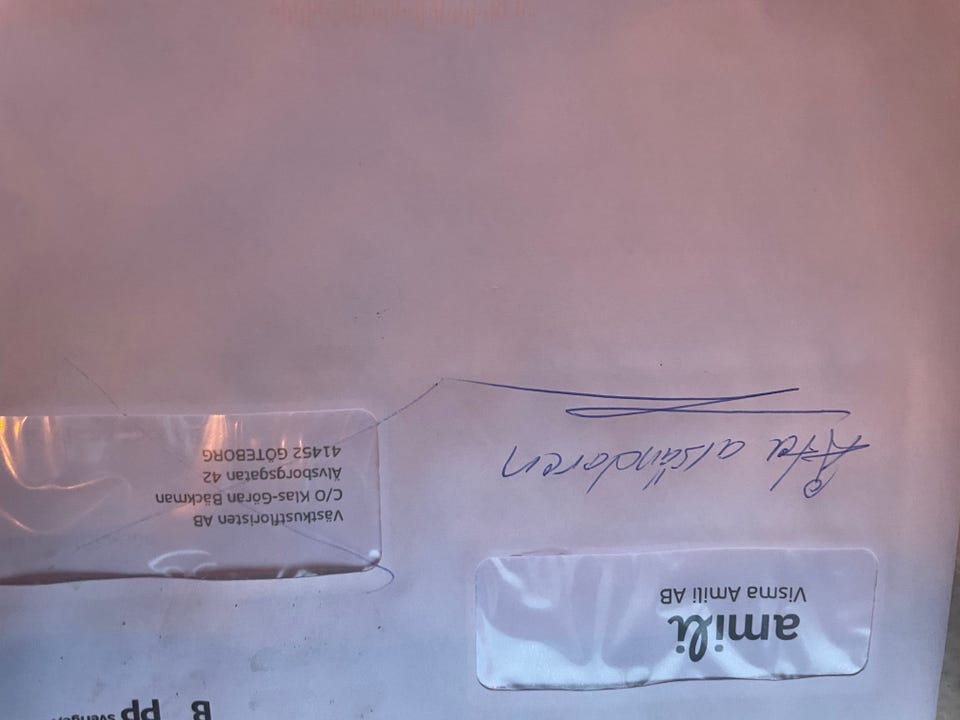 B pp
amili
Visma Amili AB
Åter avsändaren
Västkustfloristen AB
C/O Klas-Göran Bäckman
Älvsborgsgatan 42
41452 GÖTEBORG